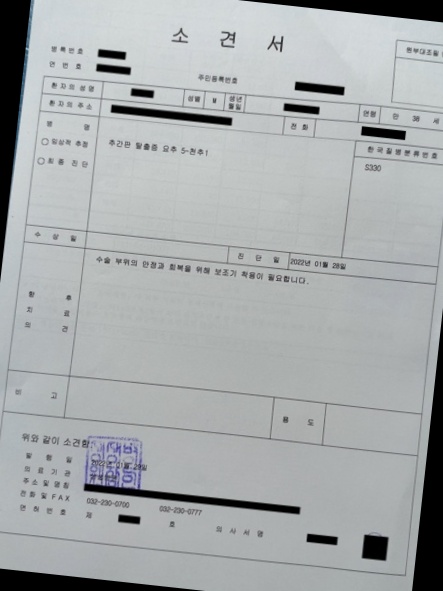 소 견 서
원부대조필
병록번호
연 번 호
주민등록번호
환자의 성명 성별 M 생년월일 연령 만 36 세
환자의 주소 전 화
병 명 한국질병분류번호
○ 임상적 추정
○ 최 종 진 단
추간판 탈출증 요추 5-천추1
S330
수 상 일 진 단 일 2022년 01월 28일
향 후 치 료 의 견
수술 부위의 안정과 회복을 위해 보조기 착용이 필요합니다.
비 고 용 도
위와 같이 소견함.
발 행 일 2022년 01월 29일
의 료 기 관
주소 및 명칭
전화 및 FAX 032-230-0700 032-230-0777
면 허 번 호 제 호 의 사 서 명